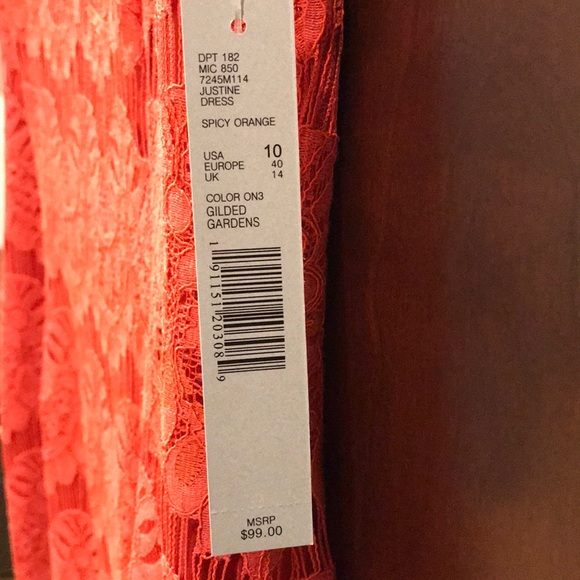 DPT 182
MIC 850
7245M114
JUSTINE
DRESS
SPICY ORANGE
USA 10
EUROPE 40
UK 14
COLOR ON3
GILDED
GARDENS
1 91151 20308 9
MSRP
$99.00